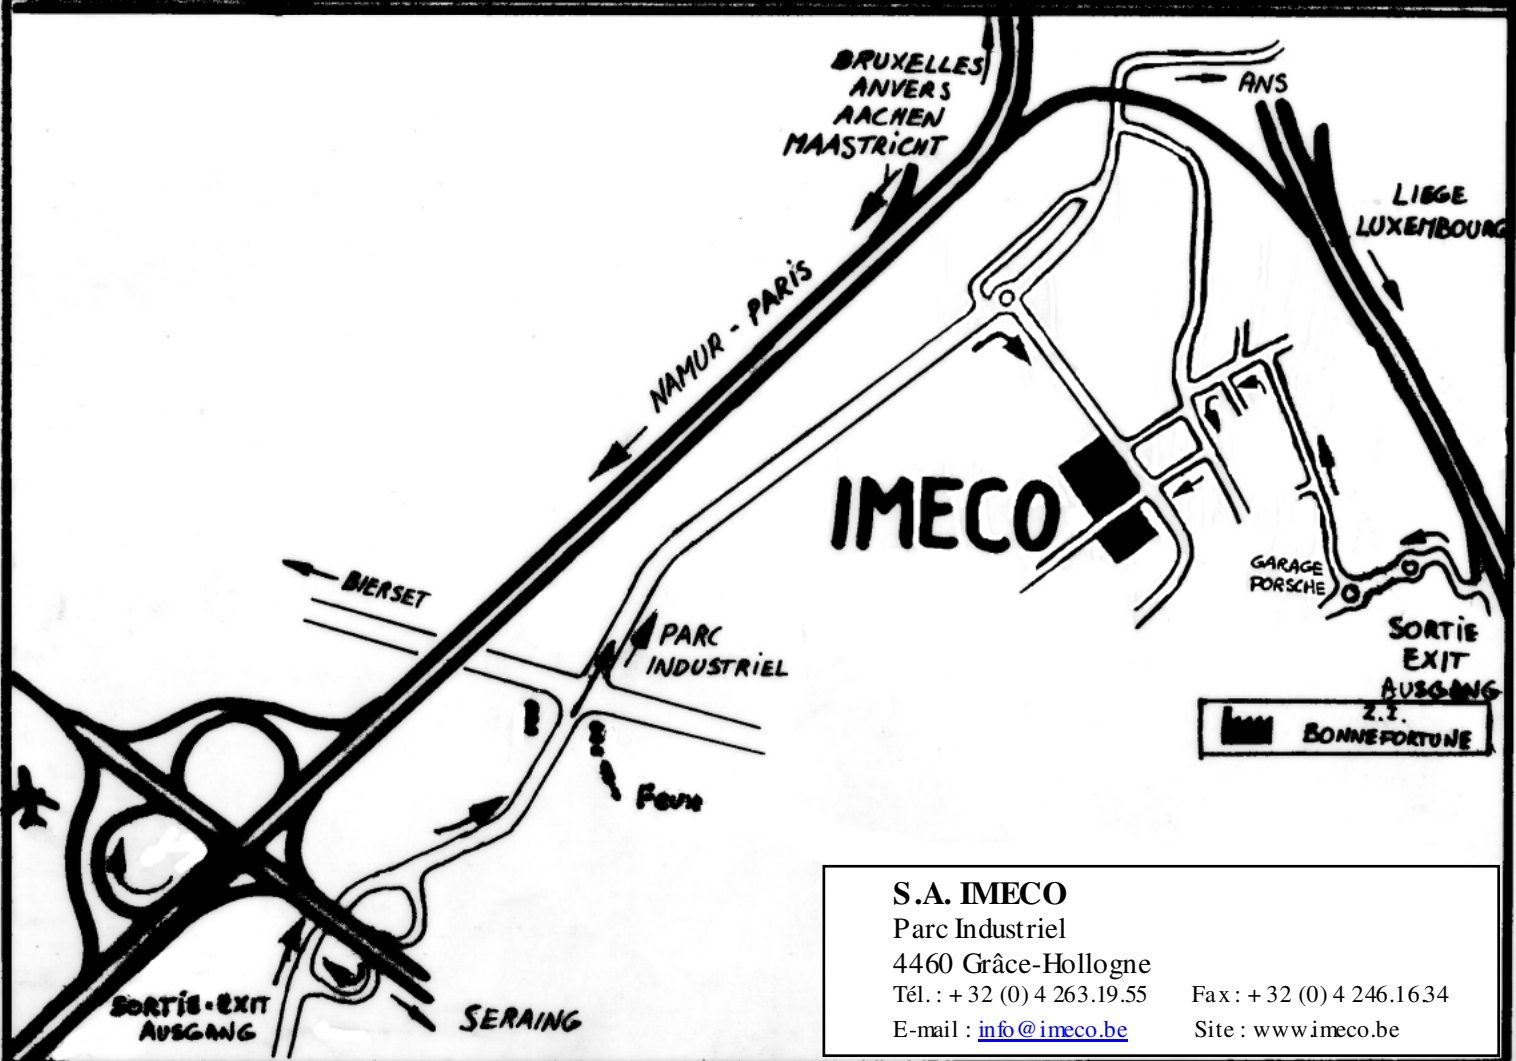 BRUXELLES
ANVERS
AACHEN
MAASTRICHT
ANS
LIEGE
LUXEMBOURG
NAMUR - PARIS
IMECO
BIERSET
GARAGE
PORSCHE
PARC
INDUSTRIEL
SORTIE
EXIT
AUSGANG
Z.I.
BONNEFORTUNE
Feux
SORTIE-EXIT
AUSGANG
SERAING
S.A. IMECO
Parc Industriel
4460 Grâce-Hollogne
Tél. : + 32 (0) 4 263.19.55 Fax : + 32 (0) 4 246.16 34
E-mail : info@imeco.be Site : www.imeco.be